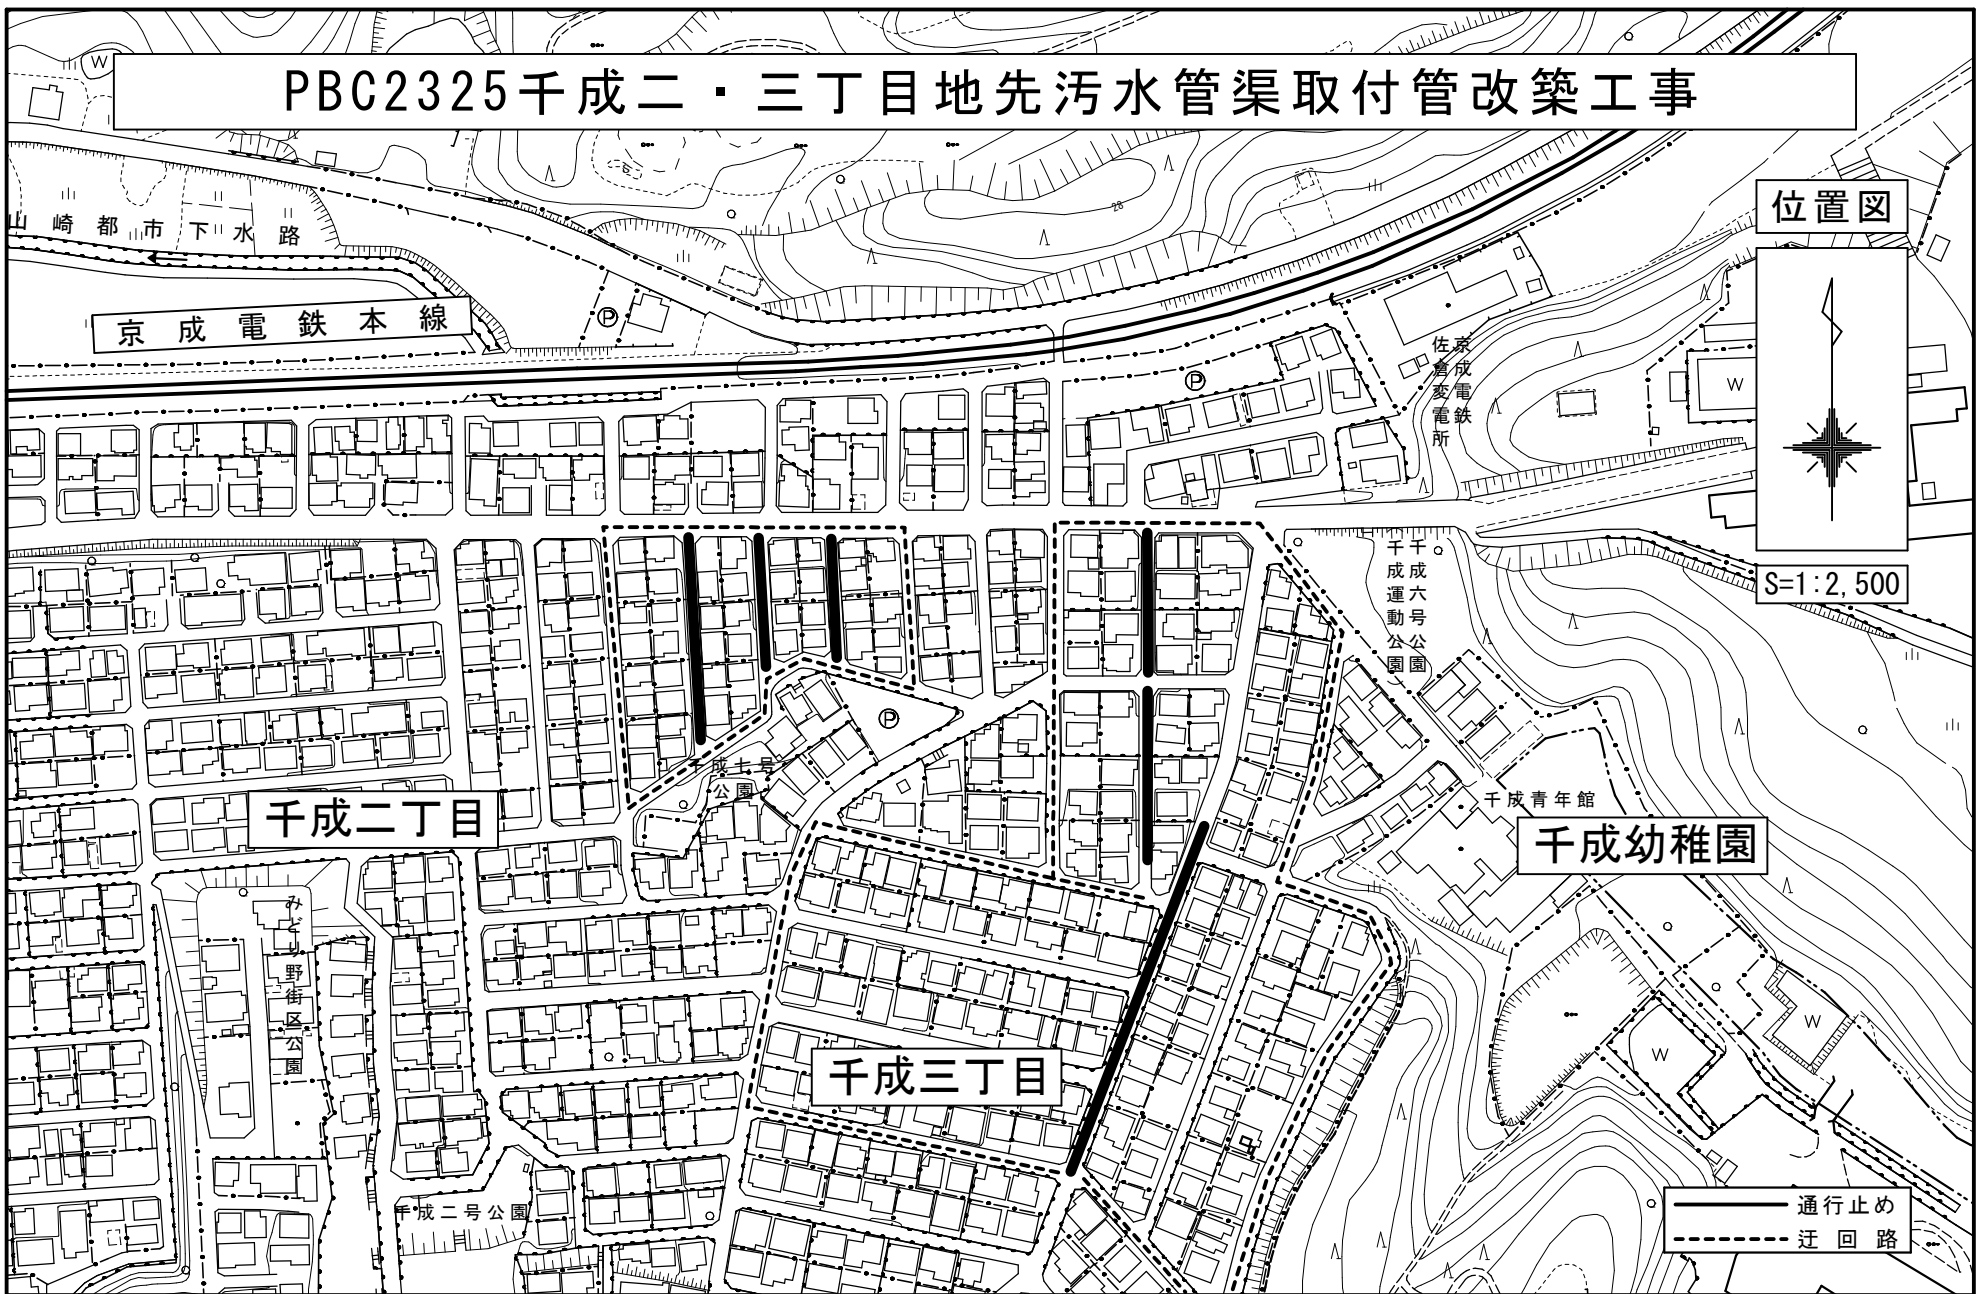 PBC2325千成二・三丁目地先汚水管渠取付管改築工事
位置図
山崎都市下水路
28
京成電鉄本線
P
P
京成電鉄
佐倉変電所
W
W
S=1:2,500
千成六号公園
千成運動公園)
P
千成七号
公園
千成二丁目
千成青年館
千成幼稚園
みどり野街区公園
W
W
千成三丁目
千成二号公園
通行止め
迂回路